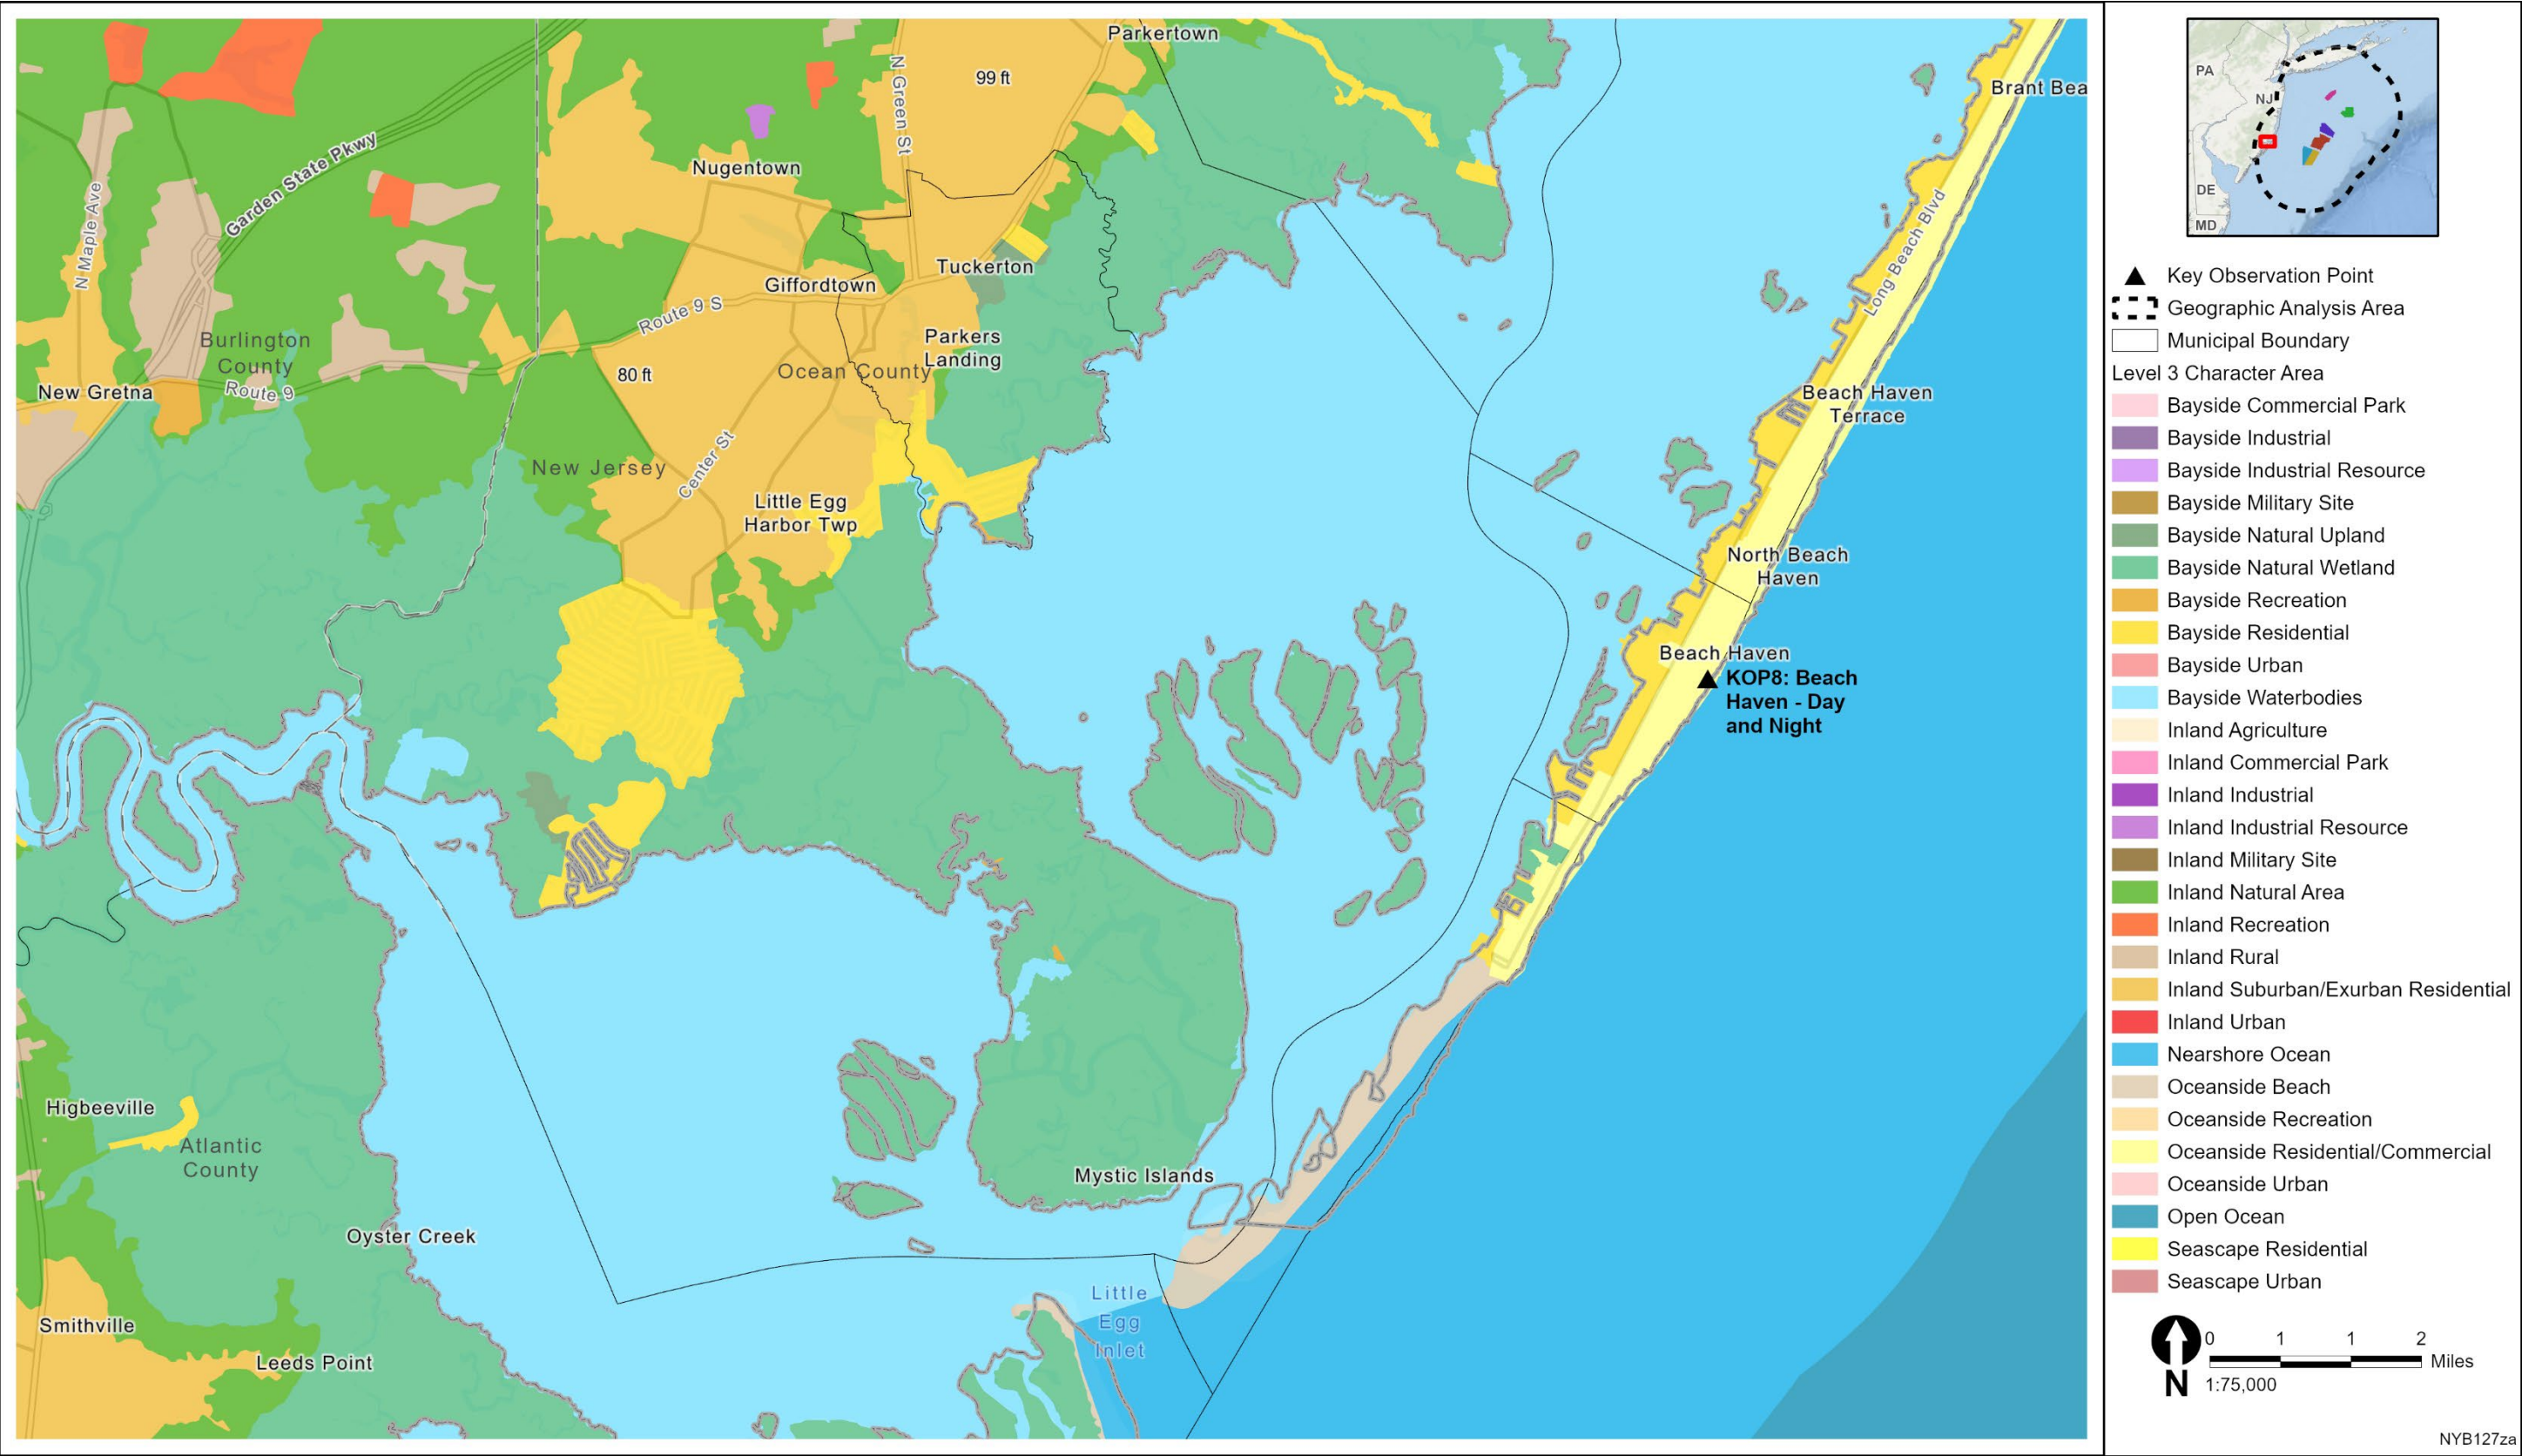 Parkertown
99 ft
N Green St
Brant Bea
Garden State Pkwy
N Maple Ave
Nugentown
Long Beach Blvd
Tuckerton
Giffordtown
Route 9 S
Burlington
County
Parkers
Landing
80 ft
Ocean County
New Gretna
Route 9
Beach Haven
Terrace
New Jersey
Center St
Little Egg
Harbor Twp
North Beach
Haven
Beach Haven
KOP8: Beach
Haven - Day
and Night
Higbeeville
Atlantic
County
Mystic Islands
Oyster Creek
Little
Egg
Inlet
Smithville
Leeds Point
PA
NJ
DE
MD
Key Observation Point
Geographic Analysis Area
Municipal Boundary
Level 3 Character Area
Bayside Commercial Park
Bayside Industrial
Bayside Industrial Resource
Bayside Military Site
Bayside Natural Upland
Bayside Natural Wetland
Bayside Recreation
Bayside Residential
Bayside Urban
Bayside Waterbodies
Inland Agriculture
Inland Commercial Park
Inland Industrial
Inland Industrial Resource
Inland Military Site
Inland Natural Area
Inland Recreation
Inland Rural
Inland Suburban/Exurban Residential
Inland Urban
Nearshore Ocean
Oceanside Beach
Oceanside Recreation
Oceanside Residential/Commercial
Oceanside Urban
Open Ocean
Seascape Residential
Seascape Urban
0 1 1 2
Miles
N 1:75,000
NYB127za